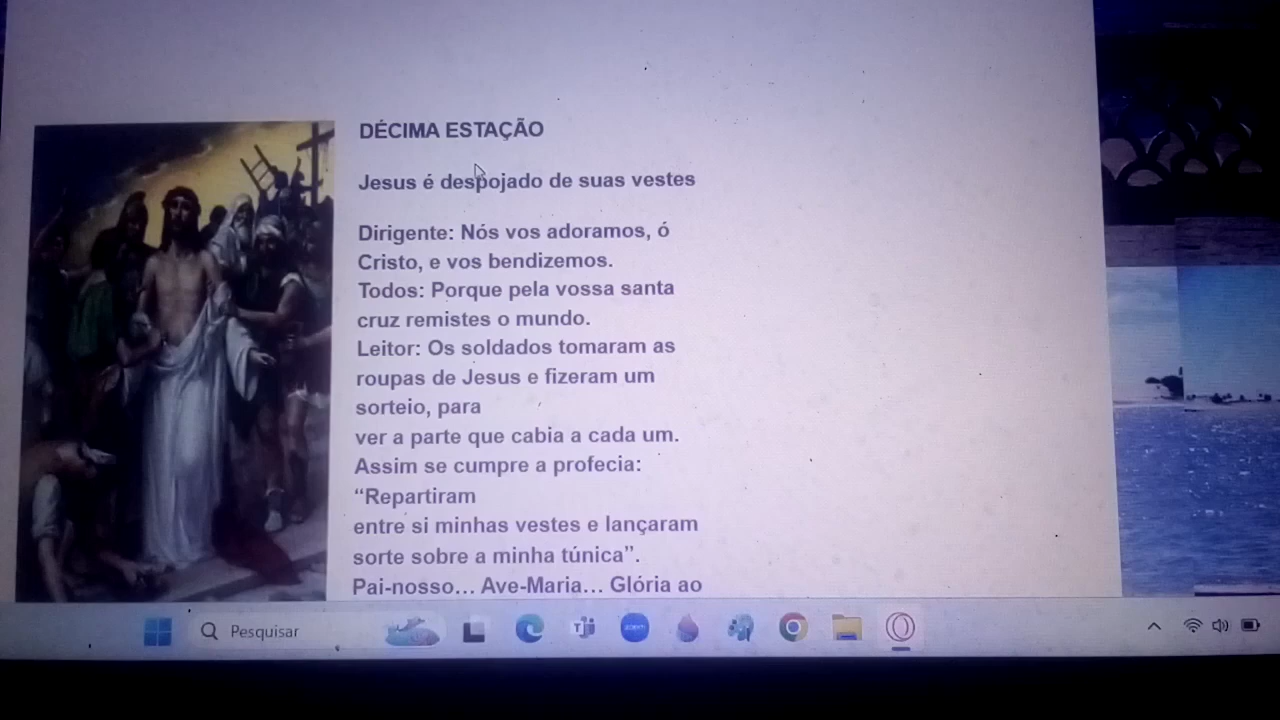 DÉCIMA ESTAÇÃO
Jesus é despojado de suas vestes
Dirigente: Nós vos adoramos, ó
Cristo, e vos bendizemos.
Todos: Porque pela vossa santa
cruz remistes o mundo.
Leitor: Os soldados tomaram as
roupas de Jesus e fizeram um
sorteio, para
ver a parte que cabia a cada um.
Assim se cumpre a profecia:
“Repartiram
entre si minhas vestes e lançaram
sorte sobre a minha túnica”.
Pai-nosso... Ave-Maria... Glória ao
Pesquisar